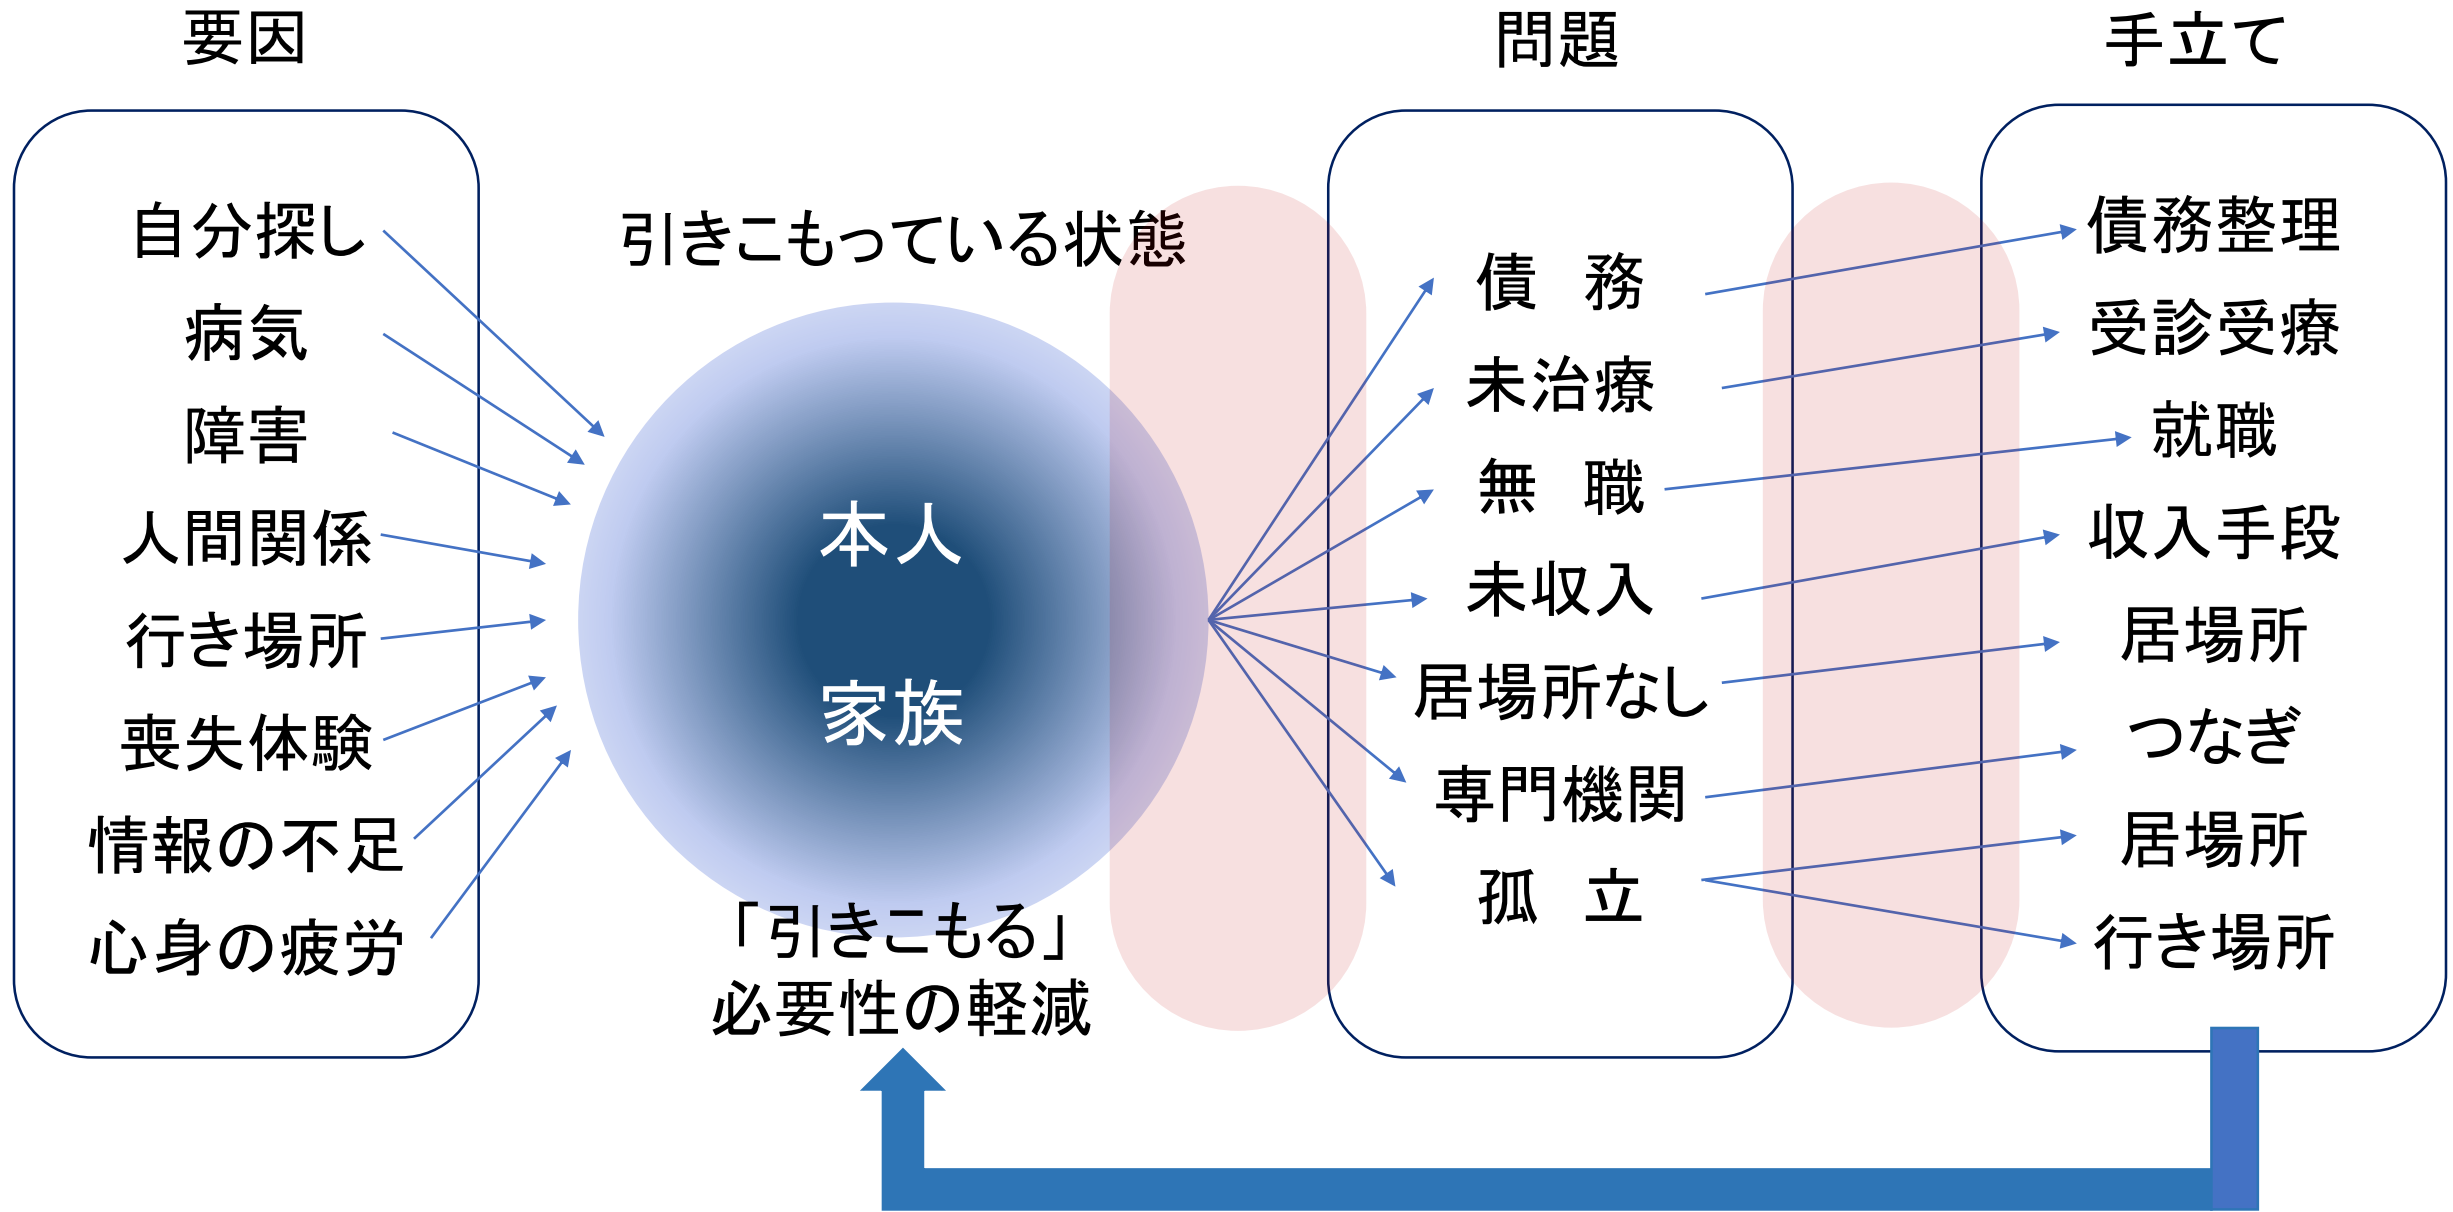 要因
自分探し
病気
障害
人間関係
行き場所
喪失体験
情報の不足
心身の疲労
引きこもっている状態
本人
家族
「引きこもる」
必要性の軽減
問題
債　務
未治療
無　職
未収入
居場所なし
専門機関
孤　立
手立て
債務整理
受診受療
就職
収入手段
居場所
つなぎ
居場所
行き場所